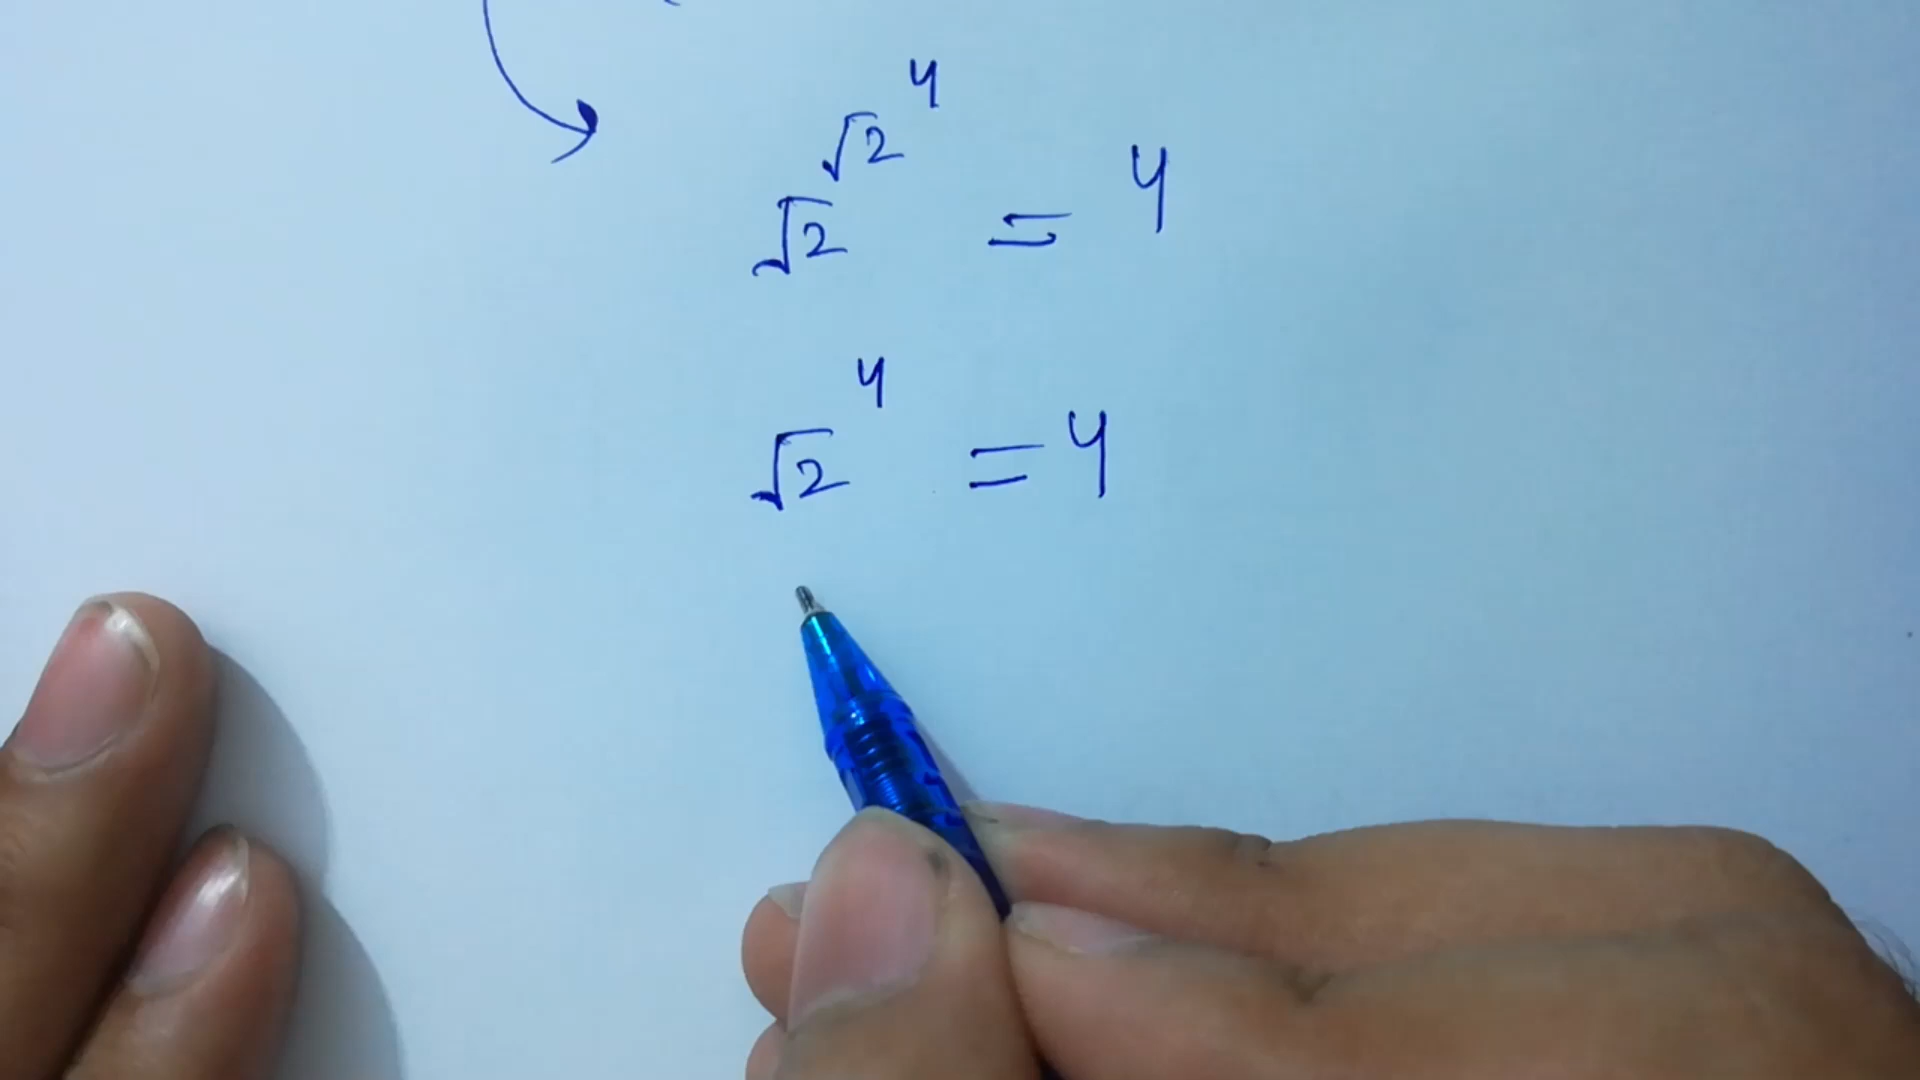 √2^√2^4 = 4
√2^4 = 4